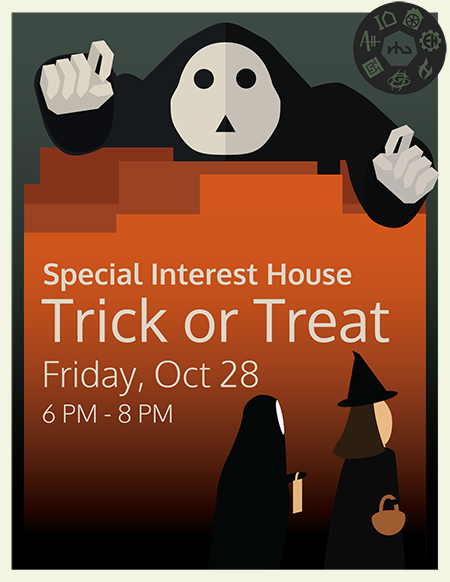 Special Interest House
Trick or Treat
Friday, Oct 28
6 PM - 8 PM